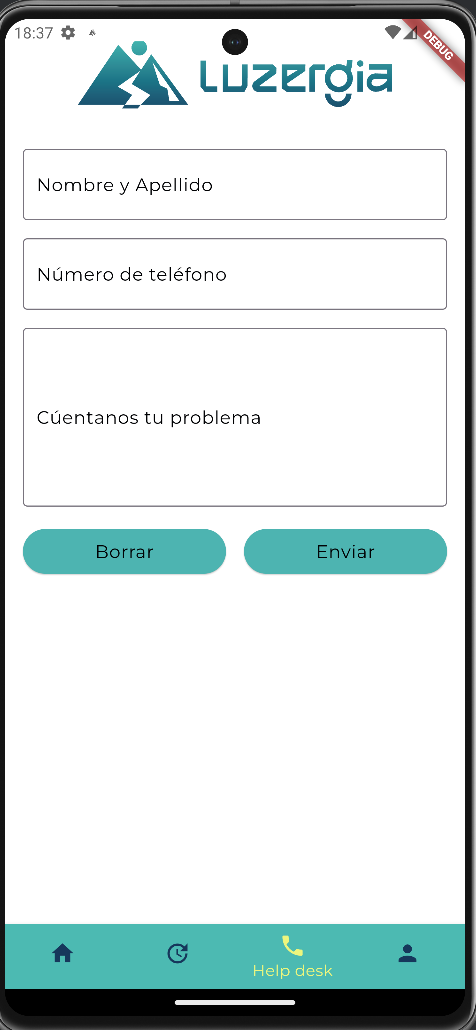 18:37
DEBUG
Luzergia
Nombre y Apellido
Número de teléfono
Cúentanos tu problema
Borrar
Enviar
Help desk